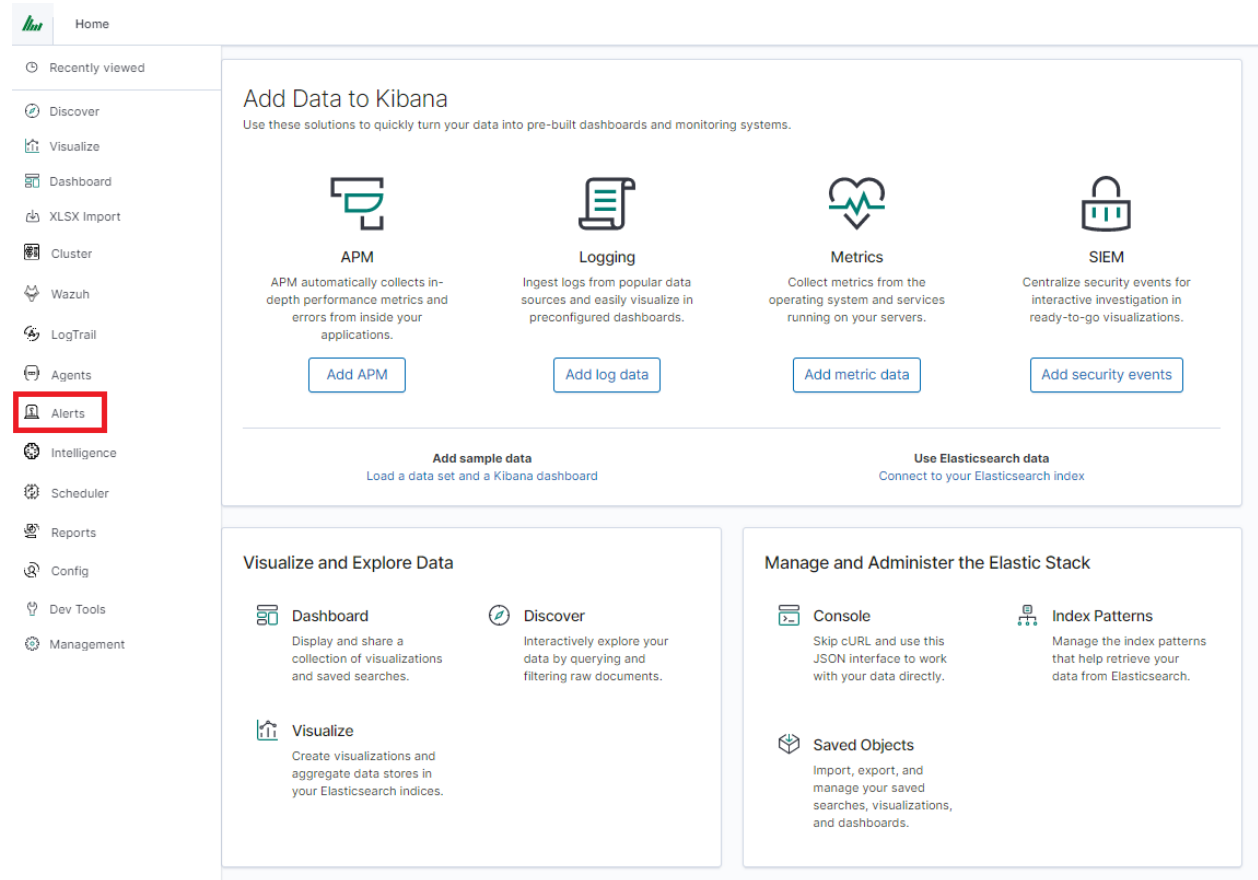 Home
Recently viewed
Discover
Visualize
Dashboard
XLSX Import
Cluster
Wazuh
LogTrail
Agents
Alerts
Intelligence
Scheduler
Reports
Config
Dev Tools
Management
Add Data to Kibana
Use these solutions to quickly turn your data into pre-built dashboards and monitoring systems.
APM
APM automatically collects in-
depth performance metrics and
errors from inside your
applications.
Add APM
Logging
Ingest logs from popular data
sources and easily visualize in
preconfigured dashboards.
Add log data
Metrics
Collect metrics from the
operating system and services
running on your servers.
Add metric data
SIEM
Centralize security events for
interactive investigation in
ready-to-go visualizations.
Add security events
Add sample data
Load a data set and a Kibana dashboard
Use Elasticsearch data
Connect to your Elasticsearch index
Visualize and Explore Data
Dashboard
Display and share a
collection of visualizations
and saved searches.
Discover
Interactively explore your
data by querying and
filtering raw documents.
Visualize
Create visualizations and
aggregate data stores in
your Elasticsearch indices.
Manage and Administer the Elastic Stack
Console
Skip cURL and use this
JSON interface to work
with your data directly.
Index Patterns
Manage the index patterns
that help retrieve your
data from Elasticsearch.
Saved Objects
Import, export, and
manage your saved
searches, visualizations,
and dashboards.